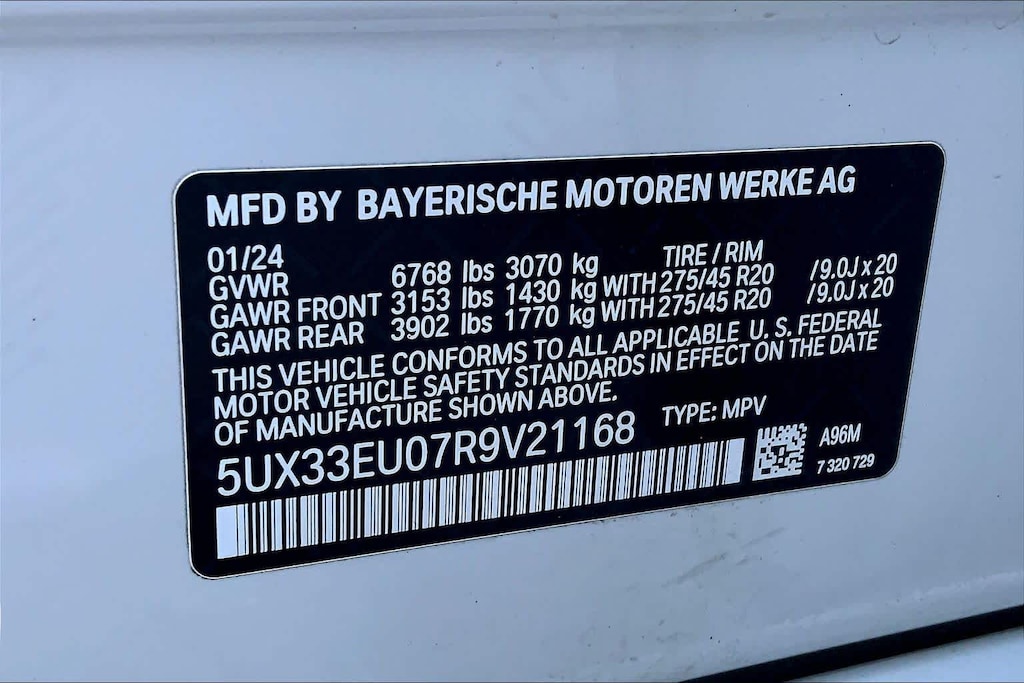 MFD BY BAYERISCHE MOTOREN WERKE AG
01/24 TIRE / RIM
GVWR 6768 lbs 3070 kg
GAWR FRONT 3153 lbs 1430 kg WITH 275/45 R20 /9.0J x 20
GAWR REAR 3902 lbs 1770 kg WITH 275/45 R20 /9.0J x 20
THIS VEHICLE CONFORMS TO ALL APPLICABLE U. S. FEDERAL
MOTOR VEHICLE SAFETY STANDARDS IN EFFECT ON THE DATE
OF MANUFACTURE SHOWN ABOVE.
5UX33EU07R9V21168 TYPE: MPV
A96M
7 320 729